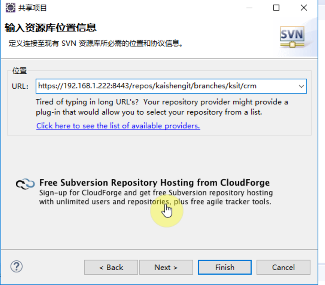 共享项目
输入资源库位置信息
定义连接至现有 SVN 资源库所必需的位置和协议信息。
SVN
位置
URL: https://192.168.1.222:8443/repos/kaishengit/branches/ksit/crm
Tired of typing in long URL's? Your repository provider might provide a
plug-in that would allow you to select your repository from a list.
Click here to see the list of available providers.
Free Subversion Repository Hosting from CloudForge
Sign-up for CloudForge and get free Subversion repository hosting
with unlimited users and repositories, plus free agile tracker tools.
? < Back Next > Finish Cancel